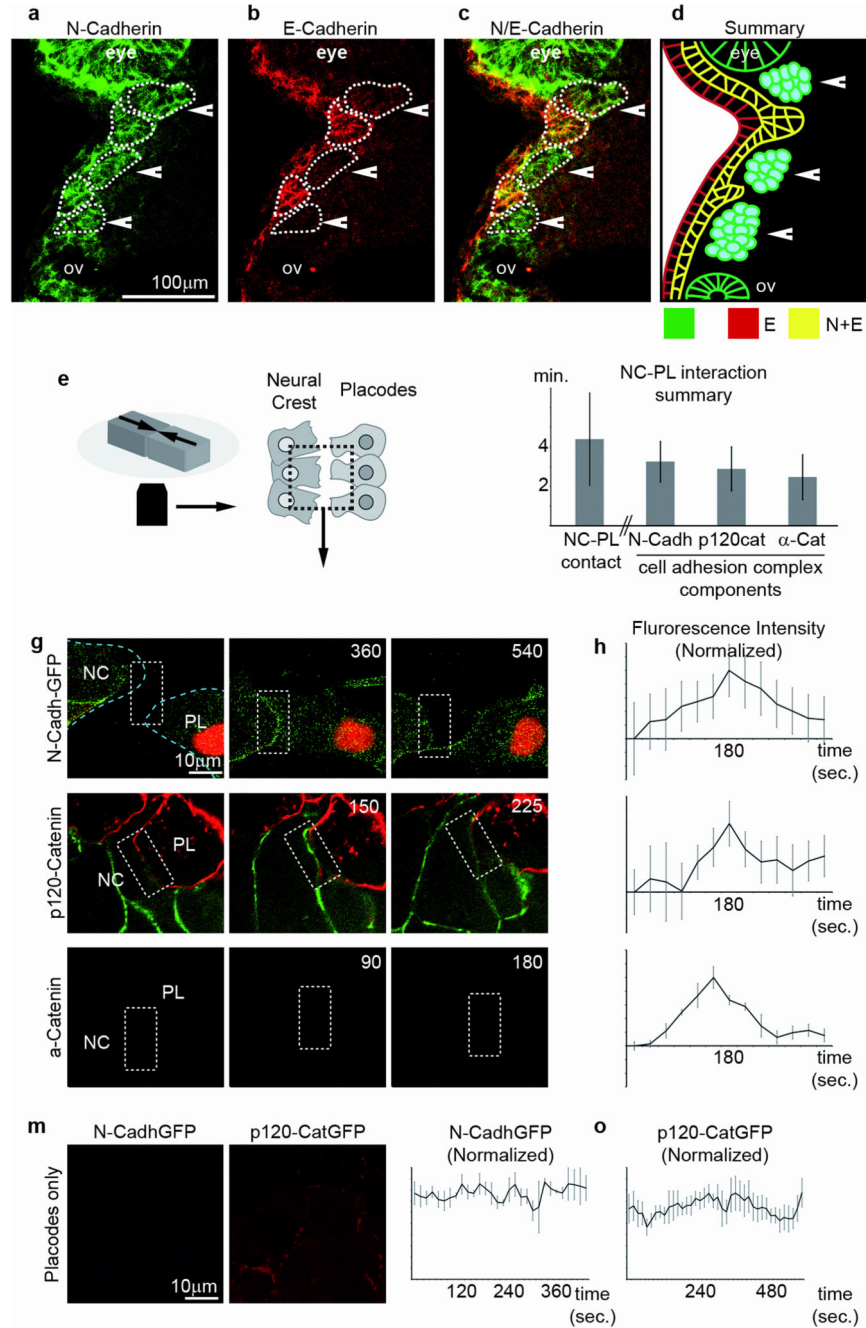 a N-Cadherin b E-Cadherin c N/E-Cadherin d Summary
eye eye eye
ov ov ov ov
100μm
E N+E
e
Neural Crest
Placodes
min.
NC-PL interaction
summary
4
2
NC-PL
contact
N-Cadh p120cat α-Cat
cell adhesion complex
components
g
N-Cadh-GFP
NC
PL
10μm
360
540
p120-Catenin
NC
PL
150
225
a-Catenin
NC
PL
90
180
h
Flurorescence Intensity
(Normalized)
180
time
(sec.)
180
time
(sec.)
180
time
(sec.)
m
N-CadhGFP
p120-CatGFP
Placodes only
10μm
N-CadhGFP
(Normalized)
120 240 360 time
(sec.)
o
p120-CatGFP
(Normalized)
240 480 time
(sec.)